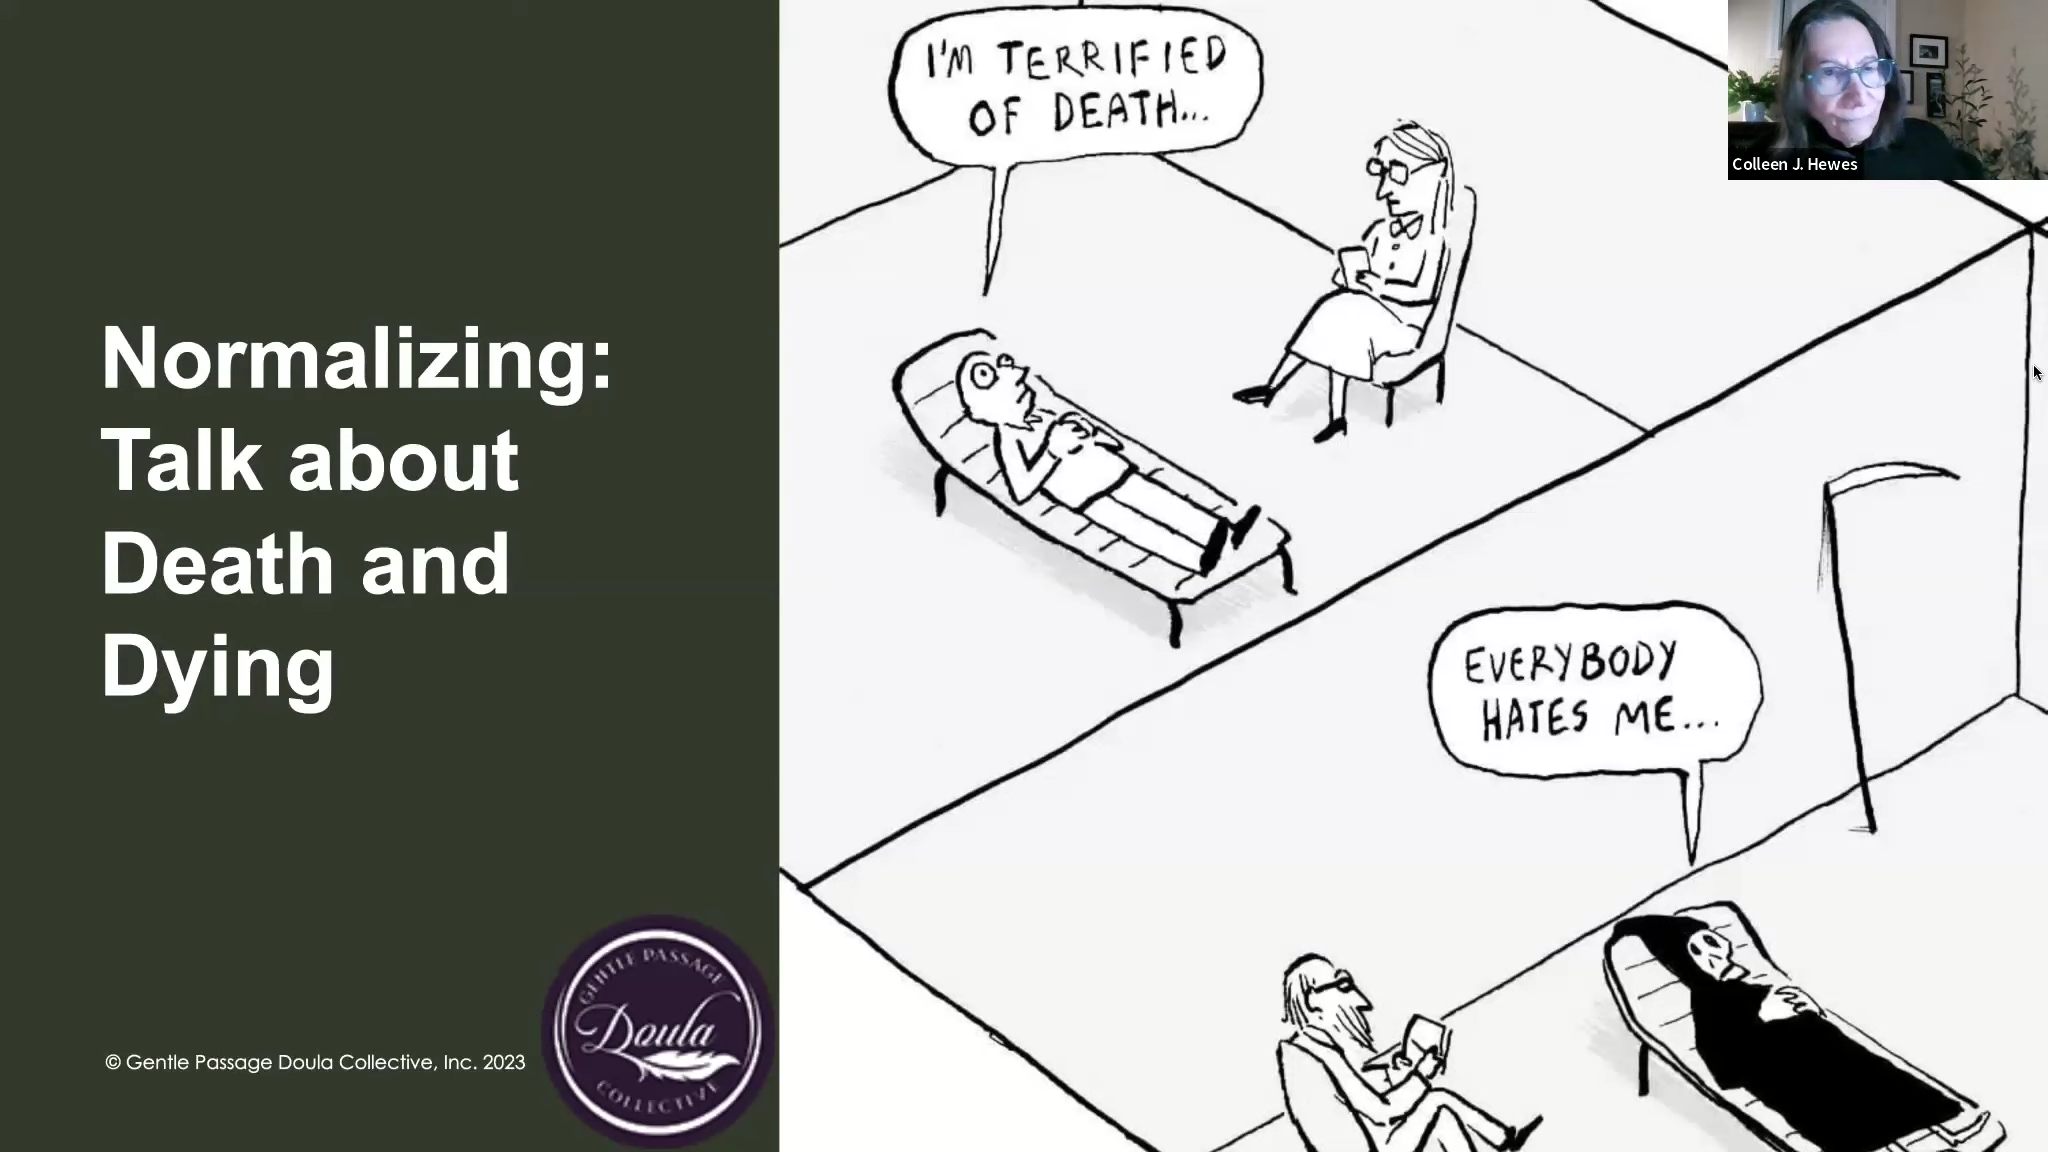 Normalizing:
Talk about
Death and
Dying
© Gentle Passage Doula Collective, Inc. 2023
GENTLE PASSAGE
Doula
COLLECTIVE
I'M TERRIFIED
OF DEATH...
EVERYBODY
HATES ME...
Colleen J. Hewes